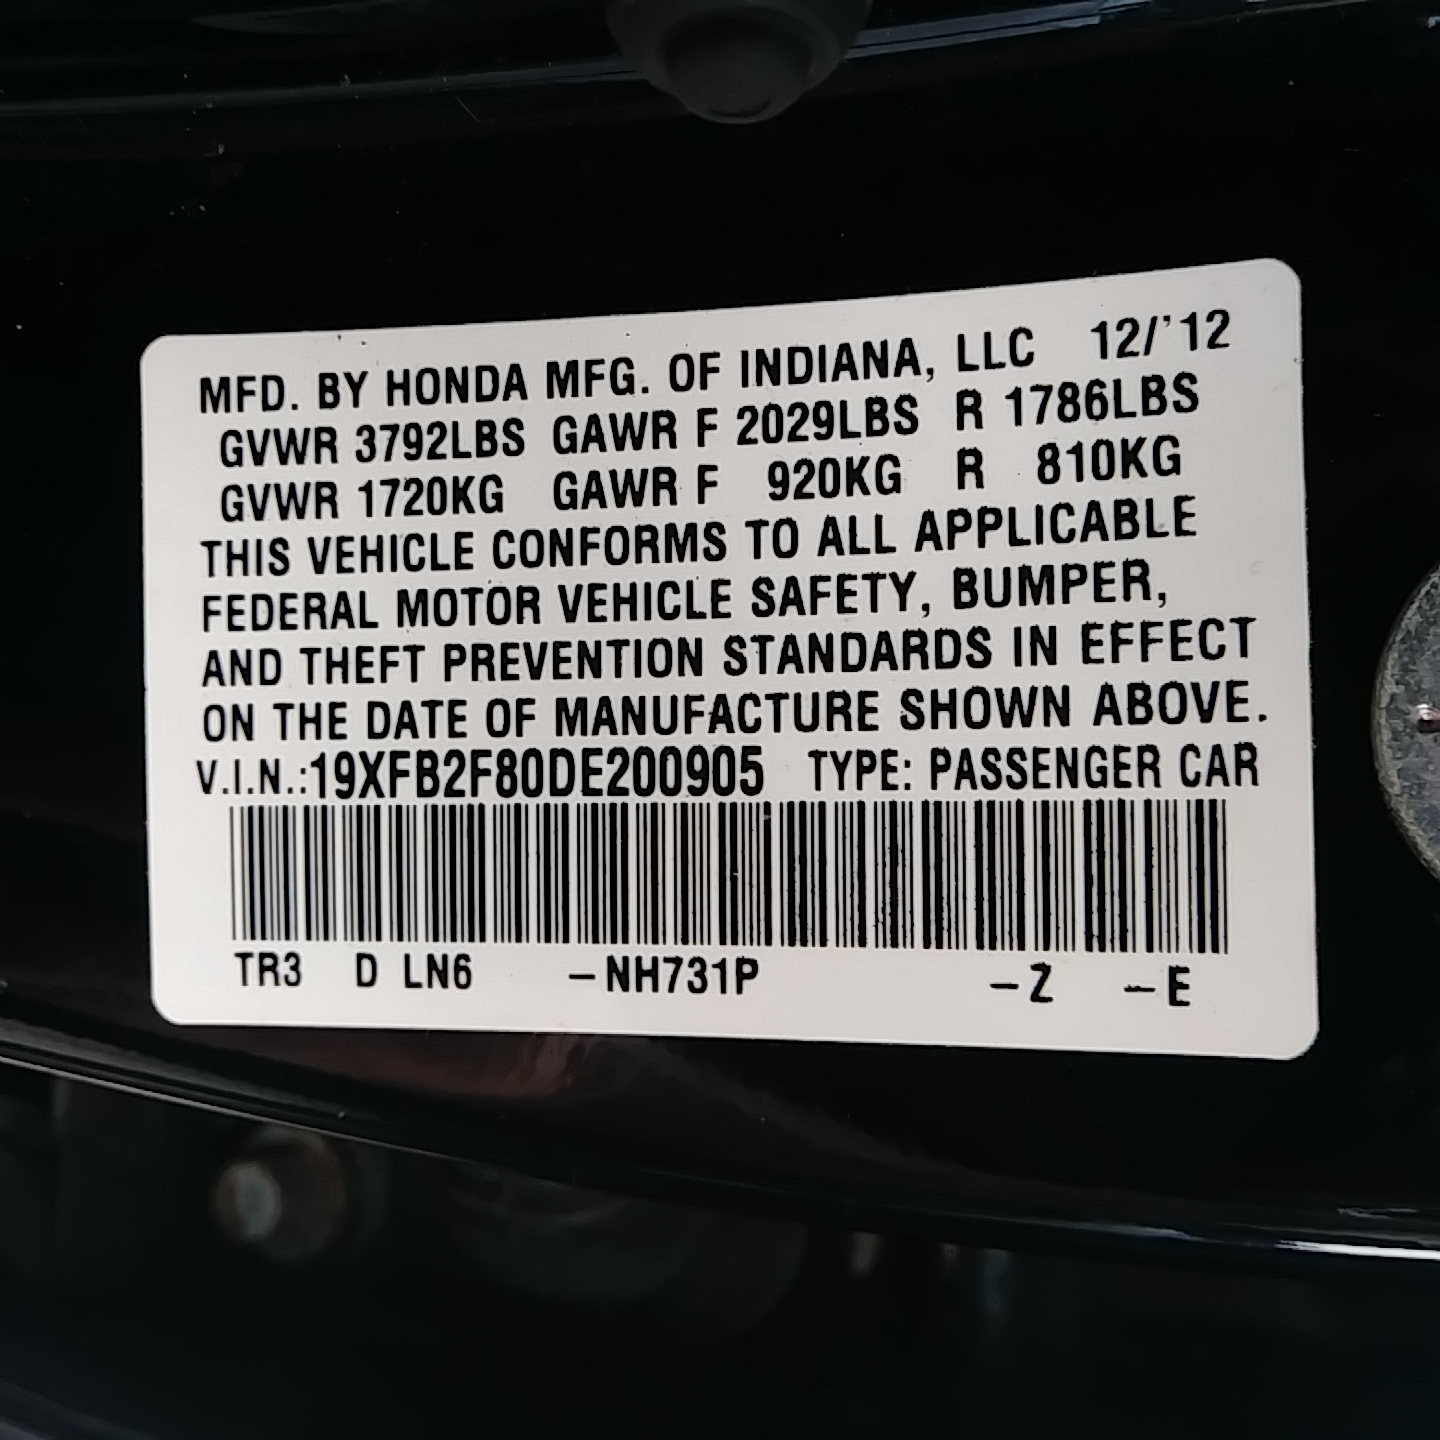 MFD. BY HONDA MFG. OF INDIANA, LLC 12/'12
GVWR 3792LBS GAWR F 2029LBS R 1786LBS
GVWR 1720KG GAWR F 920KG R 810KG
THIS VEHICLE CONFORMS TO ALL APPLICABLE
FEDERAL MOTOR VEHICLE SAFETY, BUMPER,
AND THEFT PREVENTION STANDARDS IN EFFECT
ON THE DATE OF MANUFACTURE SHOWN ABOVE.
V.I.N.:19XFB2F80DE200905 TYPE: PASSENGER CAR
TR3 D LN6 –NH731P –Z –E